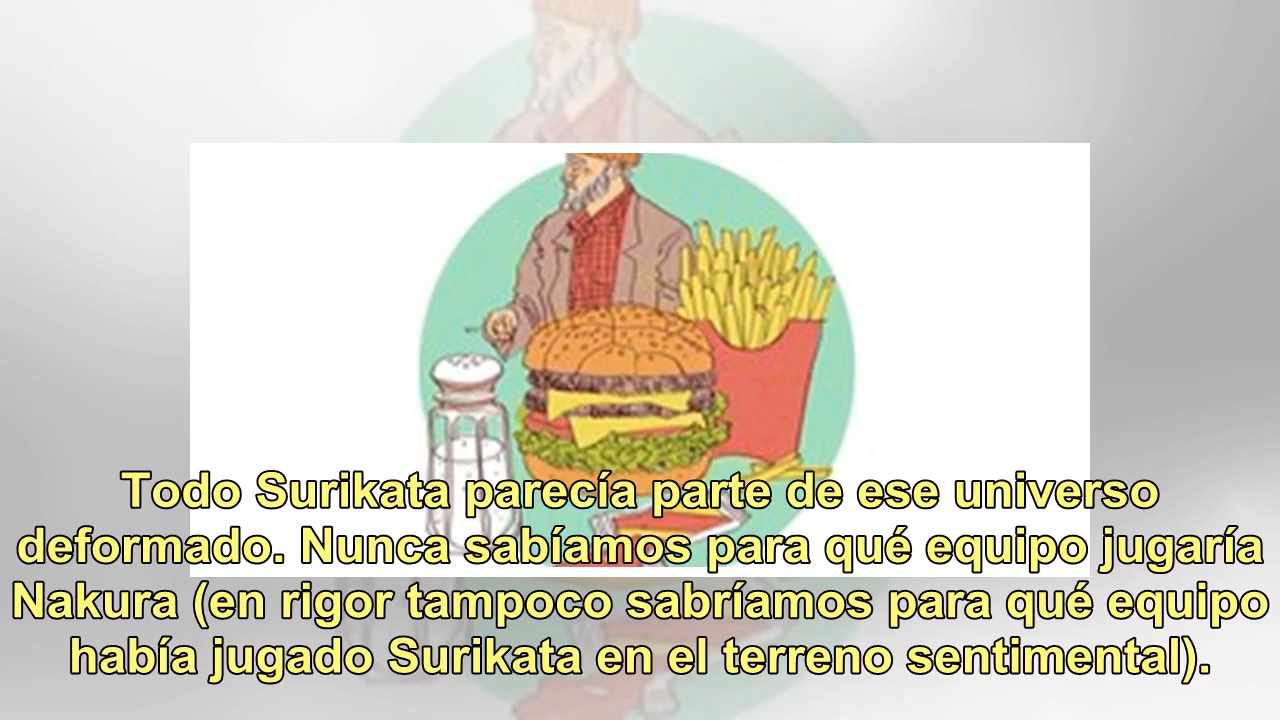 Todo Surikata parecía parte de ese universo
deformado. Nunca sabíamos para qué equipo jugaría
Nakura (en rigor tampoco sabríamos para qué equipo
había jugado Surikata en el terreno sentimental).